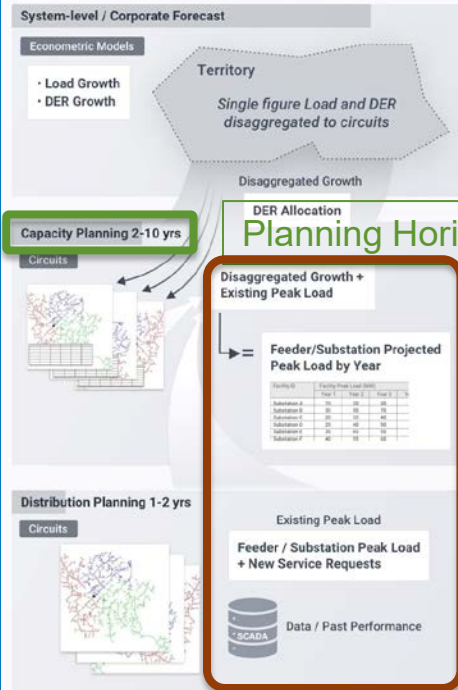 System-level / Corporate Forecast
Econometric Models
· Load Growth
· DER Growth
Territory
Single figure Load and DER
disaggregated to circuits
Disaggregated Growth
DER Allocation
Capacity Planning 2-10 yrs
Planning Hori
Circuits
Disaggregated Growth +
Existing Peak Load
=
Feeder/Substation Projected
Peak Load by Year
Facility ID
Facility Peak Load (MW)
Year 1 Year 2 Year 3
Substation A
Substation B
Substation C
Substation D
Substation E
Substation F
Distribution Planning 1-2 yrs
Circuits
Existing Peak Load
Feeder / Substation Peak Load
+ New Service Requests
SCADA
Data / Past Performance